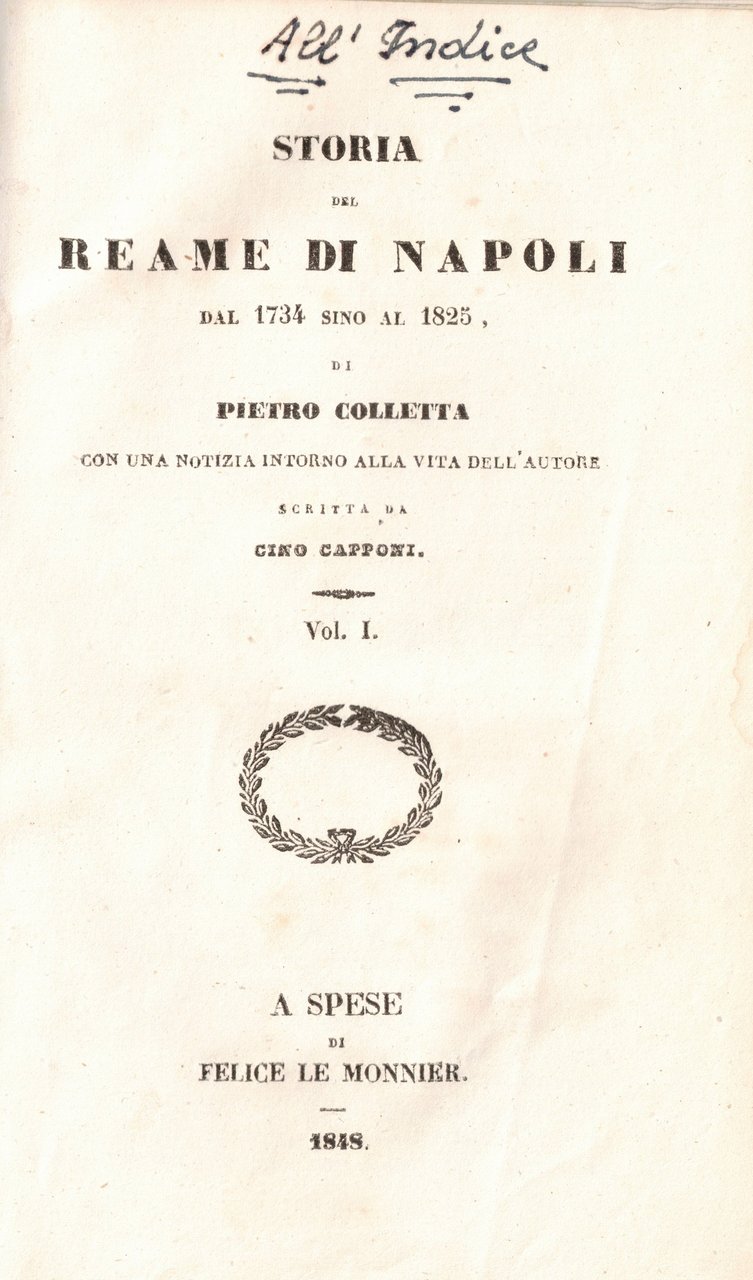 All' Indice
STORIA
DEL
REAME DI NAPOLI
DAL 1734 SINO AL 1825,
DI
PIETRO COLLETTA
CON UNA NOTIZIA INTORNO ALLA VITA DELL'AUTORE
SCRITTA DA
GINO CAPPONI.
Vol. I.
A SPESE
DI
FELICE LE MONNIER.
1848.